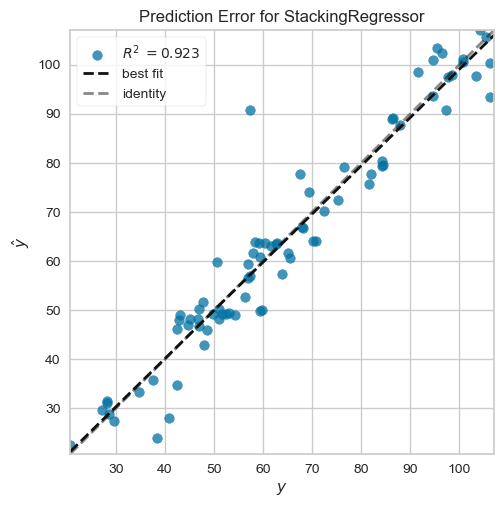 Prediction Error for StackingRegressor
R² = 0.923
best fit
identity
100
90
80
70
60
50
40
30
ŷ
30 40 50 60 70 80 90 100
y